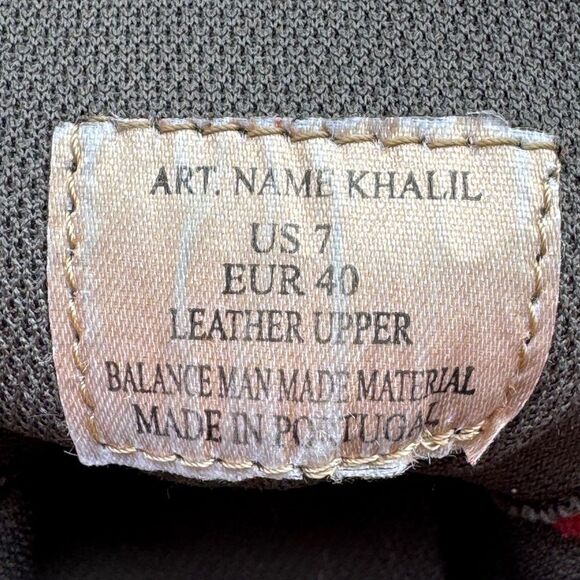 ART. NAME KHALIL
US 7
EUR 40
LEATHER UPPER
BALANCE MAN MADE MATERIAL
MADE IN PORTUGAL